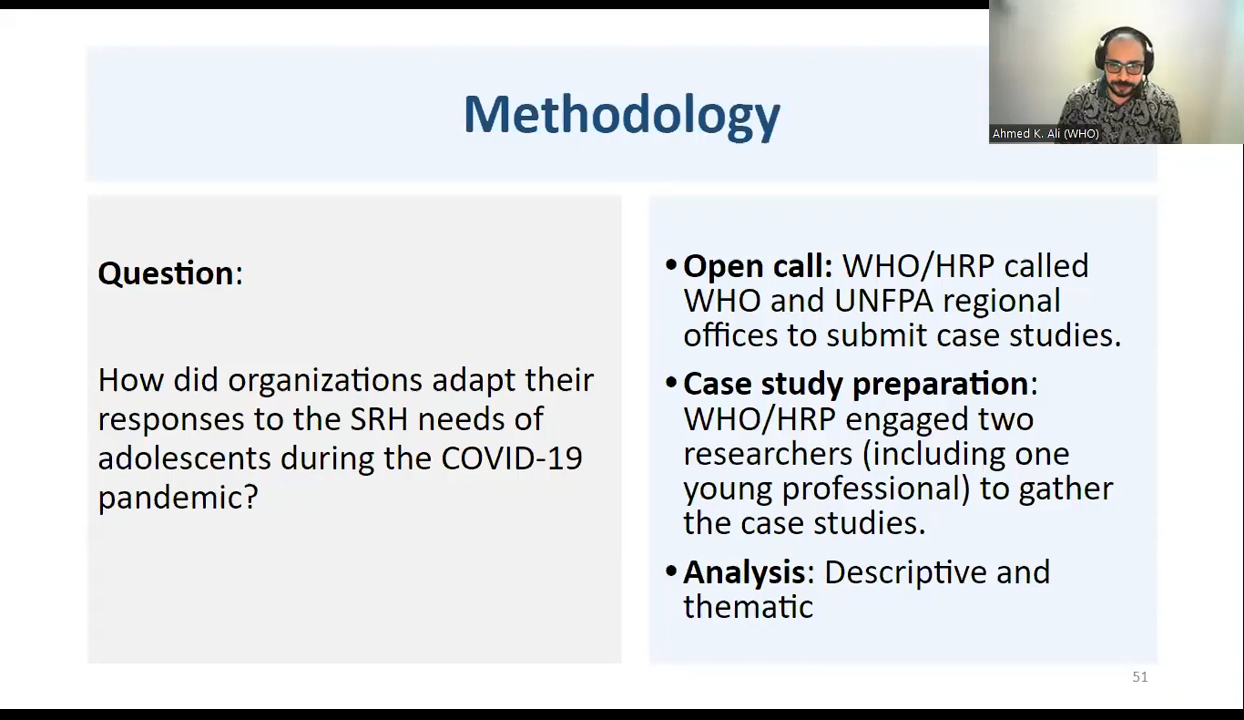 Methodology
Ahmed K. Ali (WHO)
Question:
How did organizations adapt their
responses to the SRH needs of
adolescents during the COVID-19
pandemic?
•Open call: WHO/HRP called
WHO and UNFPA regional
offices to submit case studies.
•Case study preparation:
WHO/HRP engaged two
researchers (including one
young professional) to gather
the case studies.
•Analysis: Descriptive and
thematic
51